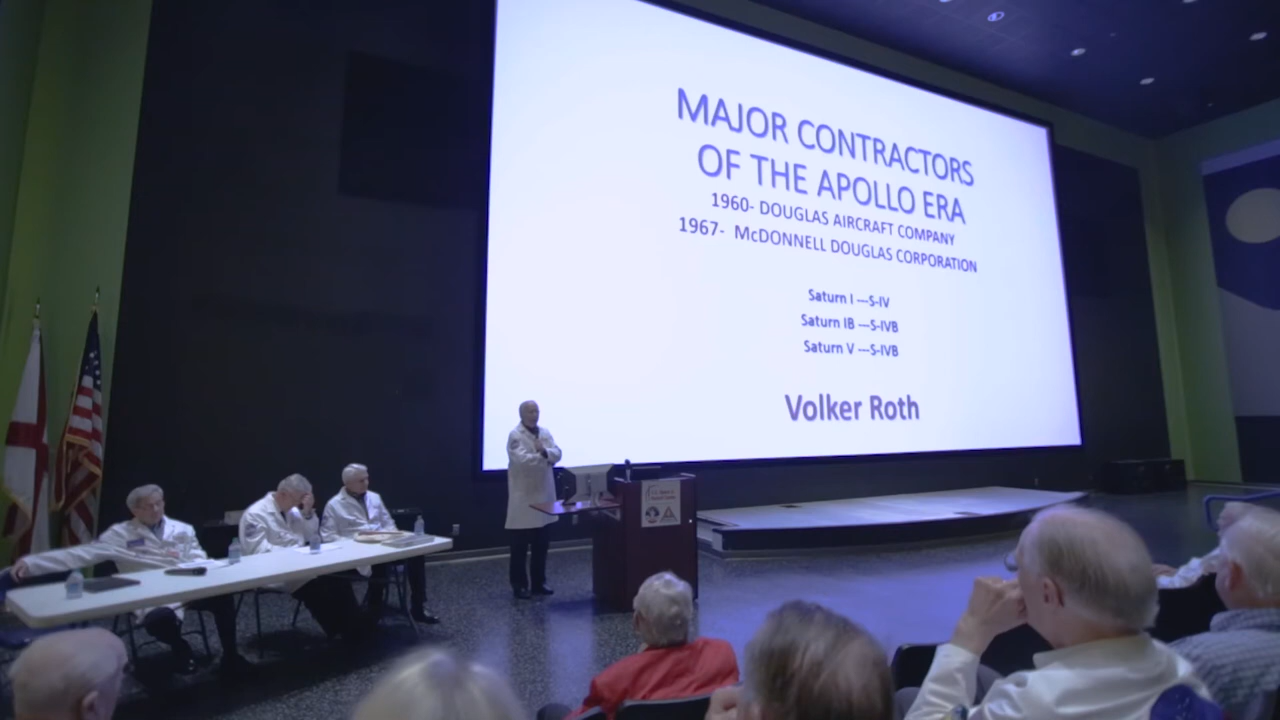 MAJOR CONTRACTORS
OF THE APOLLO ERA
1960- DOUGLAS AIRCRAFT COMPANY
1967- McDONNELL DOUGLAS CORPORATION
Saturn I ---S-IV
Saturn IB ---S-IVB
Saturn V ---S-IVB
Volker Roth